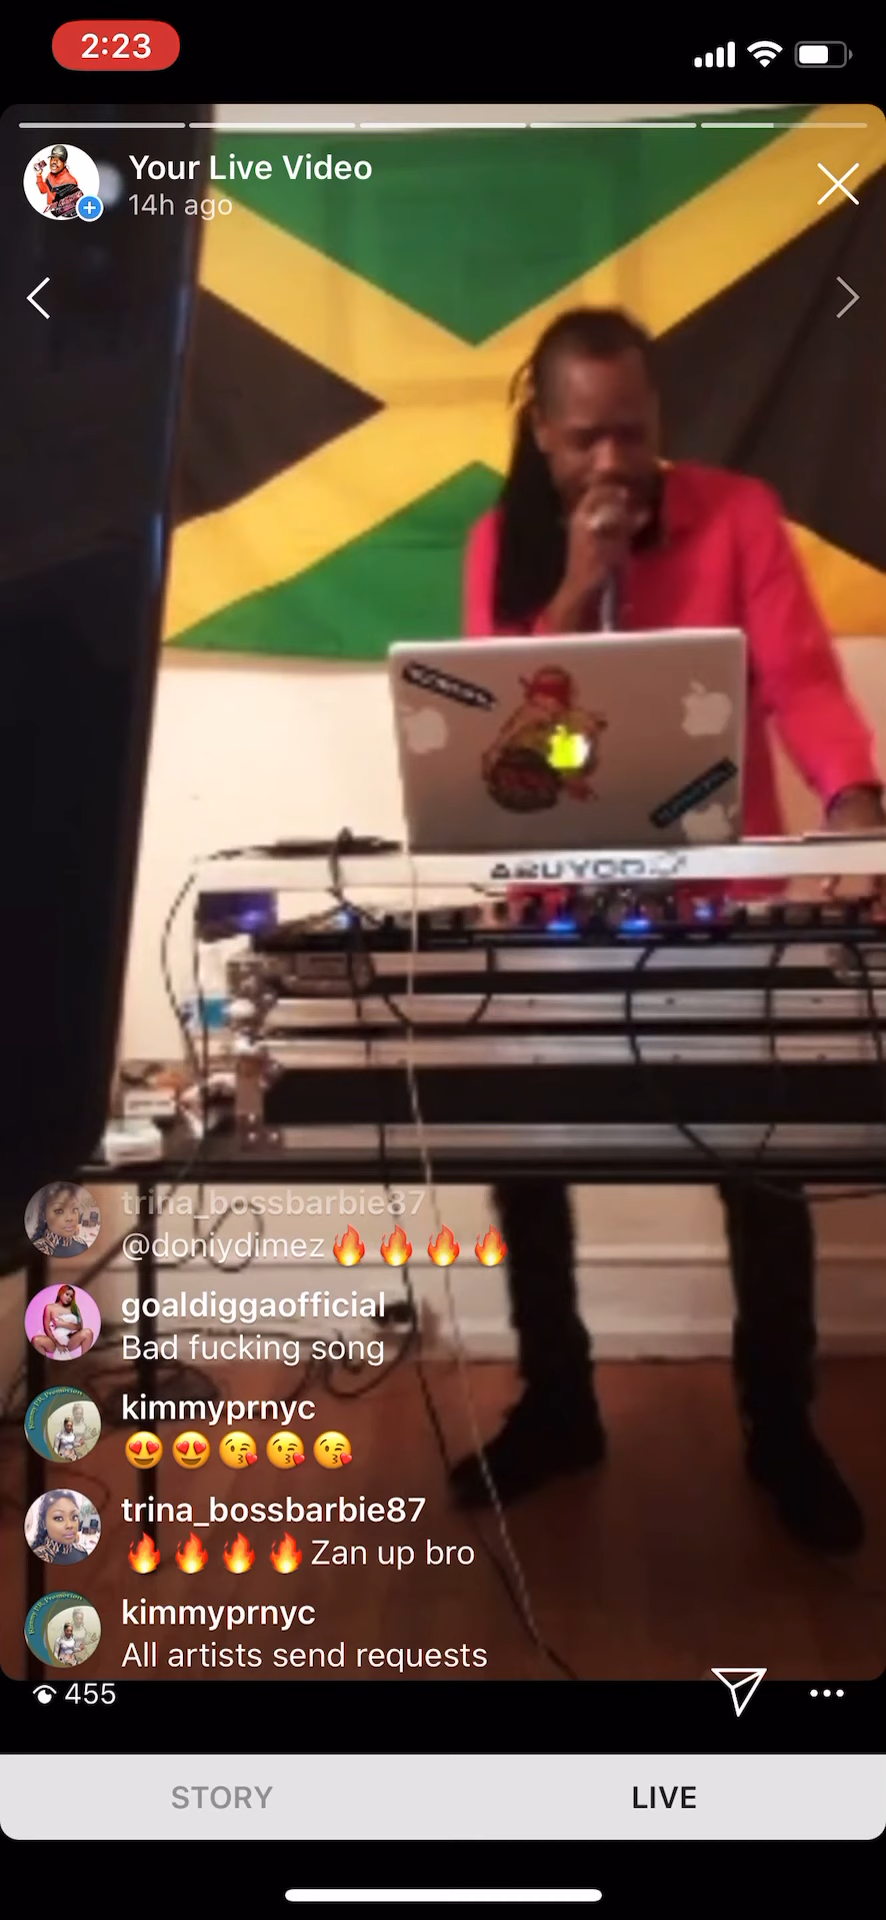 2:23
Your Live Video
14h ago
trina_bossbarbie87
@doniydimez🔥🔥🔥🔥
goaldiggaofficial
Bad fucking song
kimmyprnyc
😍😍😘😘😘
trina_bossbarbie87
🔥🔥🔥🔥Zan up bro
kimmyprnyc
All artists send requests
455
STORY
LIVE